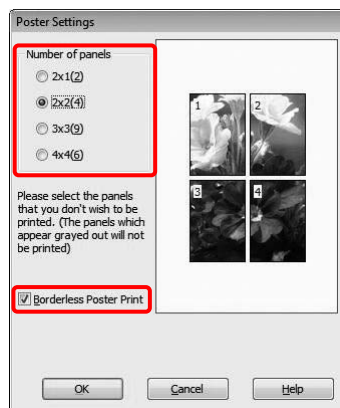 Poster Settings
Number of panels
2x1(2)
2x2(4)
3x3(9)
4x4(6)
1 2
3 4
Please select the panels
that you don't wish to be
printed. (The panels which
appear grayed out will not
be printed)
Borderless Poster Print
OK Cancel Help